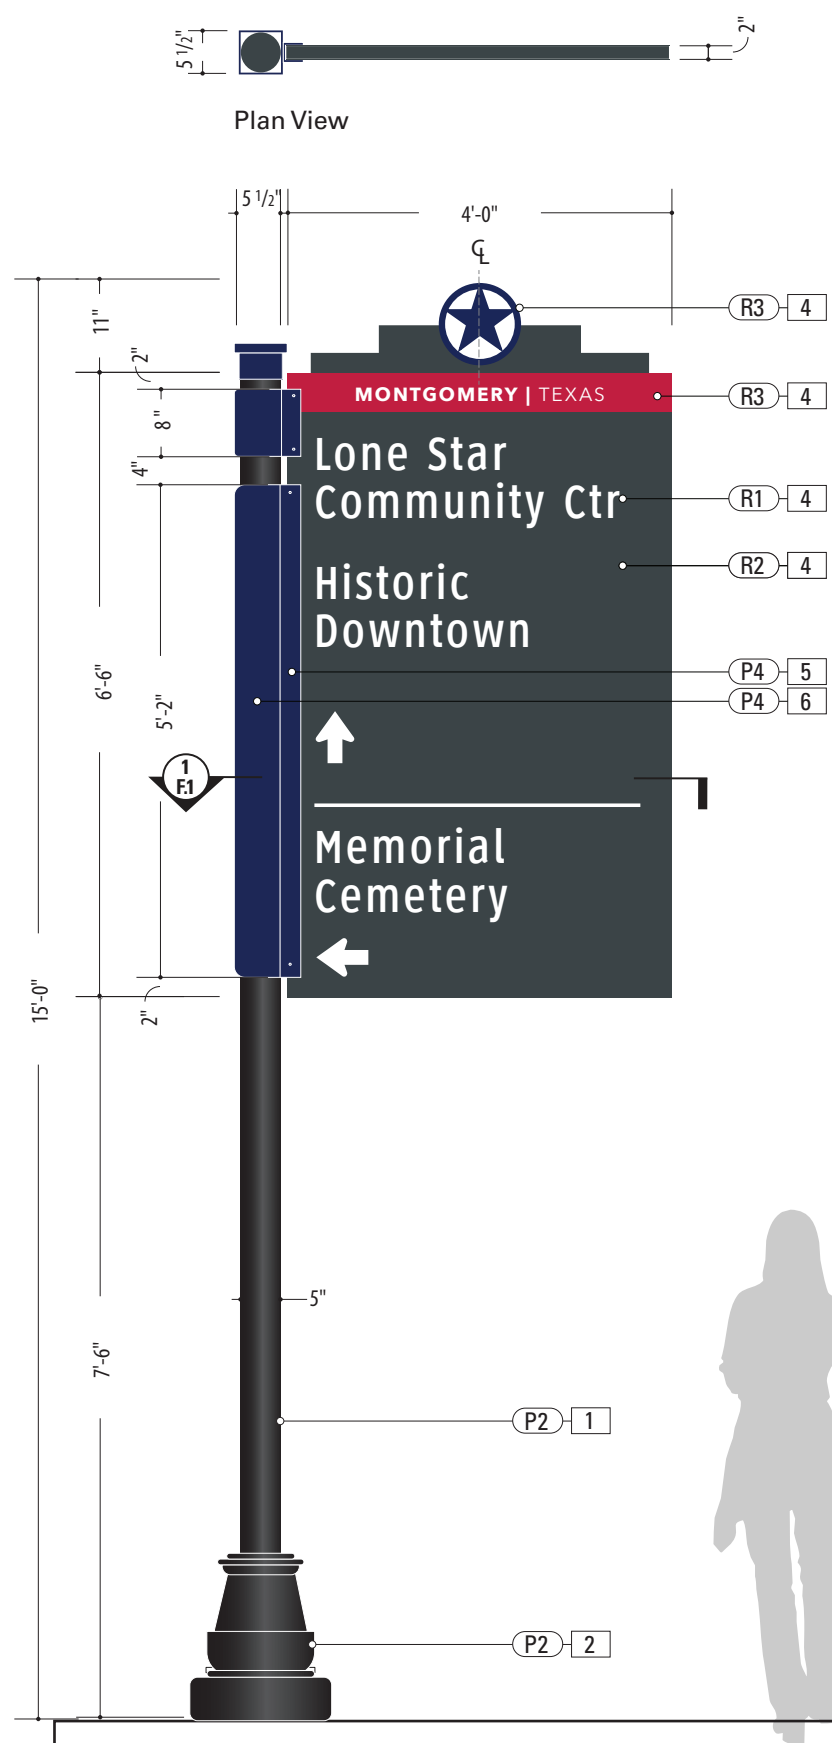 5 1/2"
2"
Plan View
5 1/2"
4'-0"
CL
11"
R3 4
2"
MONTGOMERY | TEXAS
R3 4
8"
4"
Lone Star
Community Ctr
R1 4
R2 4
Historic
Downtown
6'-6"
5'-2"
P4 5
P4 6
1
F.1
Memorial
Cemetery
15'-0"
2"
5"
7'-6"
P2 1
P2 2